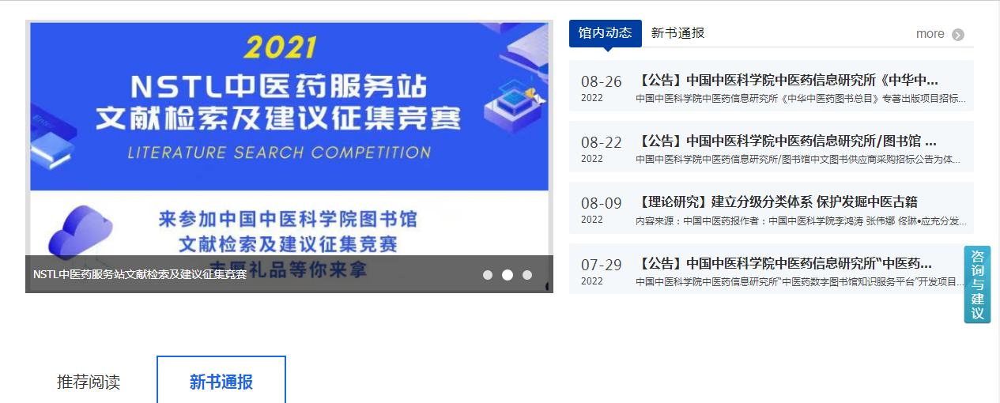 2021
NSTL中医药服务站
文献检索及建议征集竞赛
LITERATURE SEARCH COMPETITION
来参加中国中医科学院图书馆
文献检索及建议征集竞赛
志愿礼品等你来拿
NSTL中医药服务站文献检索及建议征集竞赛
馆内动态 新书通报 more
08-26 【公告】中国中医科学院中医药信息研究所《中华中...
2022 中国中医科学院中医药信息研究所《中华中医药图书总目》专著出版项目招标...
08-22 【公告】中国中医科学院中医药信息研究所/图书馆 ...
2022 中国中医科学院中医药信息研究所/图书馆中文图书供应商采购招标公告为体...
08-09 【理论研究】建立分级分类体系 保护发掘中医古籍
2022 内容来源：中国中医药报作者：中国中医科学院李鸿涛 张伟娜 佟琳•应充分发...
07-29 【公告】中国中医科学院中医药信息研究所“中医药...
2022 中国中医科学院中医药信息研究所“中医药数字图书馆知识服务平台”开发项目...
咨询与建议
推荐阅读 新书通报